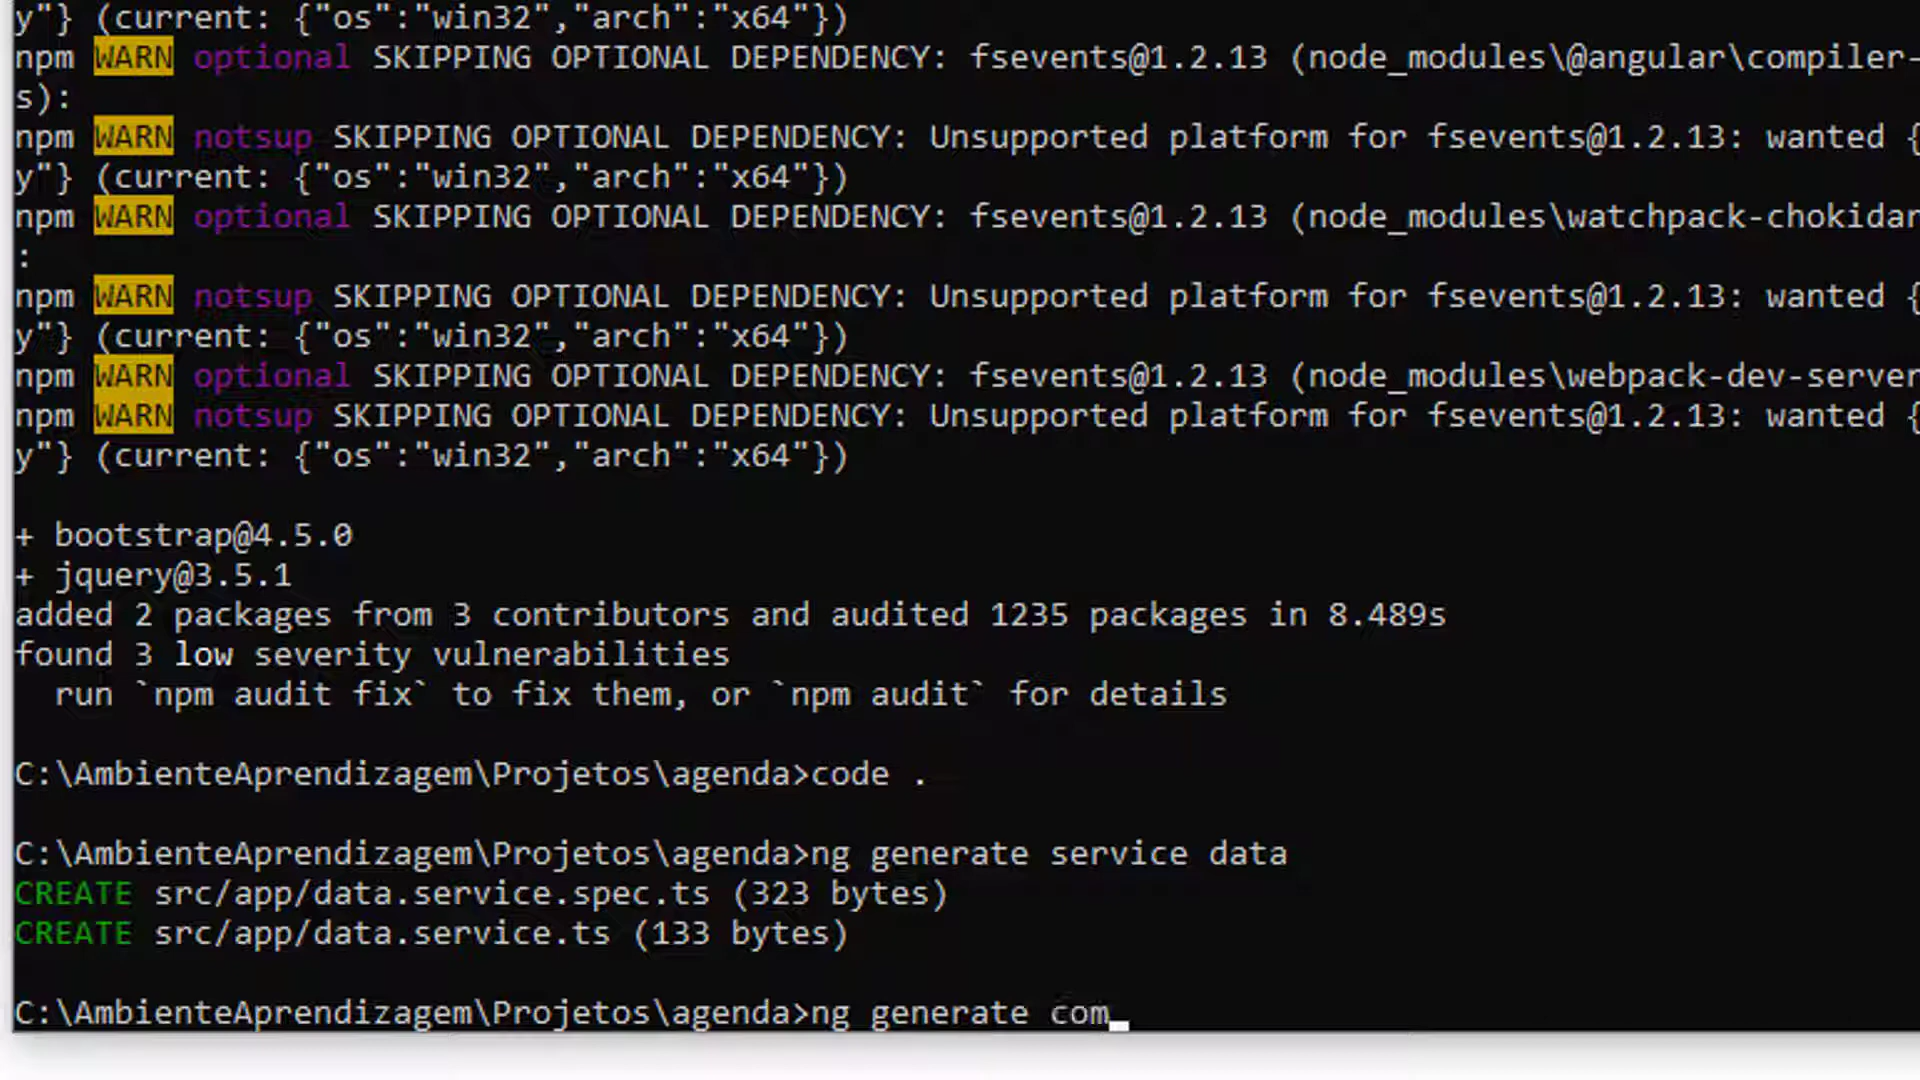 y"} (current: {"os":"win32","arch":"x64"})
npm WARN optional SKIPPING OPTIONAL DEPENDENCY: fsevents@1.2.13 (node_modules\@angular\compiler-
s):
npm WARN notsup SKIPPING OPTIONAL DEPENDENCY: Unsupported platform for fsevents@1.2.13: wanted {
y"} (current: {"os":"win32","arch":"x64"})
npm WARN optional SKIPPING OPTIONAL DEPENDENCY: fsevents@1.2.13 (node_modules\watchpack-chokidar
:
npm WARN notsup SKIPPING OPTIONAL DEPENDENCY: Unsupported platform for fsevents@1.2.13: wanted {
y"} (current: {"os":"win32","arch":"x64"})
npm WARN optional SKIPPING OPTIONAL DEPENDENCY: fsevents@1.2.13 (node_modules\webpack-dev-server
npm WARN notsup SKIPPING OPTIONAL DEPENDENCY: Unsupported platform for fsevents@1.2.13: wanted {
y"} (current: {"os":"win32","arch":"x64"})
+ bootstrap@4.5.0
+ jquery@3.5.1
added 2 packages from 3 contributors and audited 1235 packages in 8.489s
found 3 low severity vulnerabilities
  run `npm audit fix` to fix them, or `npm audit` for details
C:\AmbienteAprendizagem\Projetos\agenda>code .
C:\AmbienteAprendizagem\Projetos\agenda>ng generate service data
CREATE src/app/data.service.spec.ts (323 bytes)
CREATE src/app/data.service.ts (133 bytes)
C:\AmbienteAprendizagem\Projetos\agenda>ng generate com_